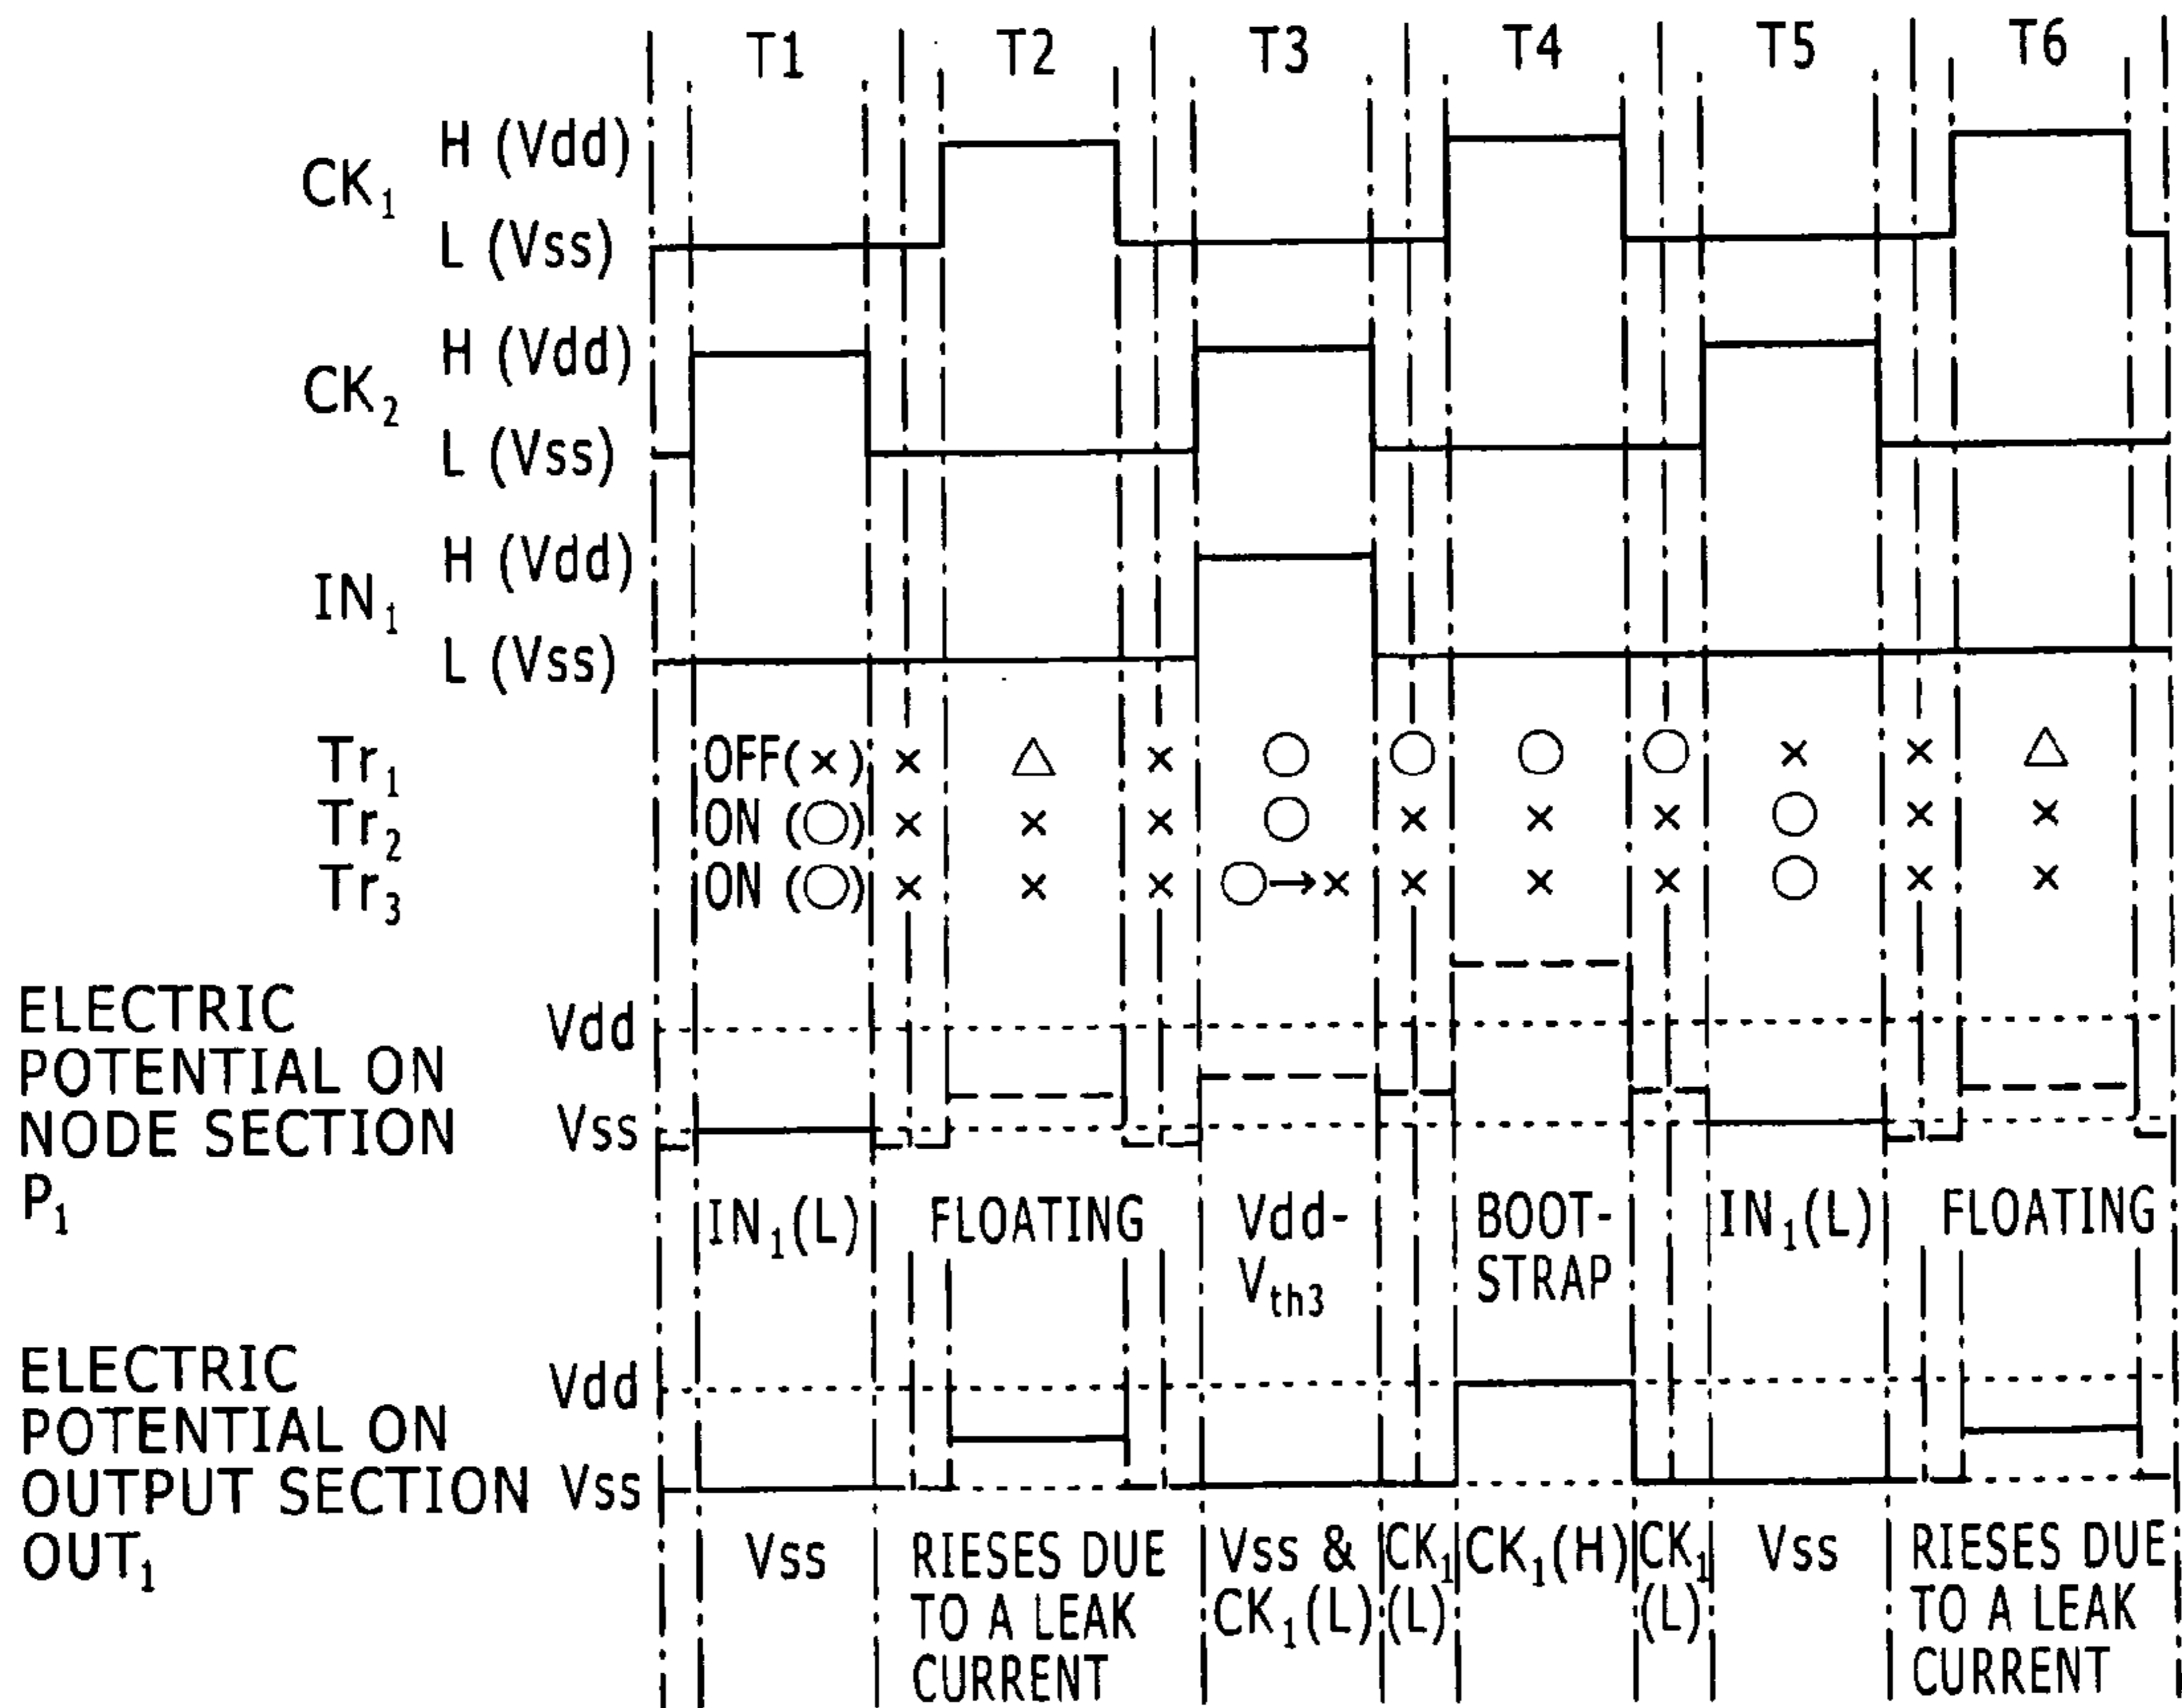 T1 T2 T3 T4 T5 T6
CK1 H (Vdd)
L (Vss)
CK2 H (Vdd)
L (Vss)
IN1 H (Vdd)
L (Vss)
Tr1 OFF(×) × △ × ○ ○ ○ ○ × × △
Tr2 ON (○) × × × ○ × × × ○ × ×
Tr3 ON (○) × × × ○→× × × × ○ × ×
ELECTRIC
POTENTIAL ON
NODE SECTION
P1
Vdd
Vss
IN1(L) FLOATING Vdd- BOOT- IN1(L) FLOATING
Vth3 STRAP
ELECTRIC
POTENTIAL ON
OUTPUT SECTION
OUT1
Vdd
Vss
Vss RIESES DUE Vss & CK1 CK1(H) CK1 Vss RIESES DUE
TO A LEAK CK1(L) (L) (L) TO A LEAK
CURRENT CURRENT